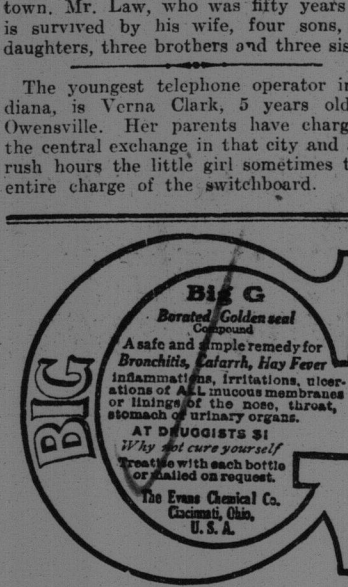 town. Mr. Law, who was fifty years
is survived by his wife, four sons,
daughters, three brothers and three sis
The youngest telephone operator in
diana, is Verna Clark, 5 years old
Owensville. Her parents have charg
the central exchange in that city and
rush hours the little girl sometimes t
entire charge of the switchboard.
BIG
Big G
Borated Goldenseal
Compound
A safe and simple remedy for
Bronchitis, Catarrh, Hay Fever
inflammations, irritations, ulcer-
ations of ALL mucous membranes
or linings of the nose, throat,
stomach or urinary organs.
AT DRUGGISTS $1
Why not cure yourself
Treatise with each bottle
or mailed on request.
The Evans Chemical Co.
Cincinnati, Ohio,
U. S. A.